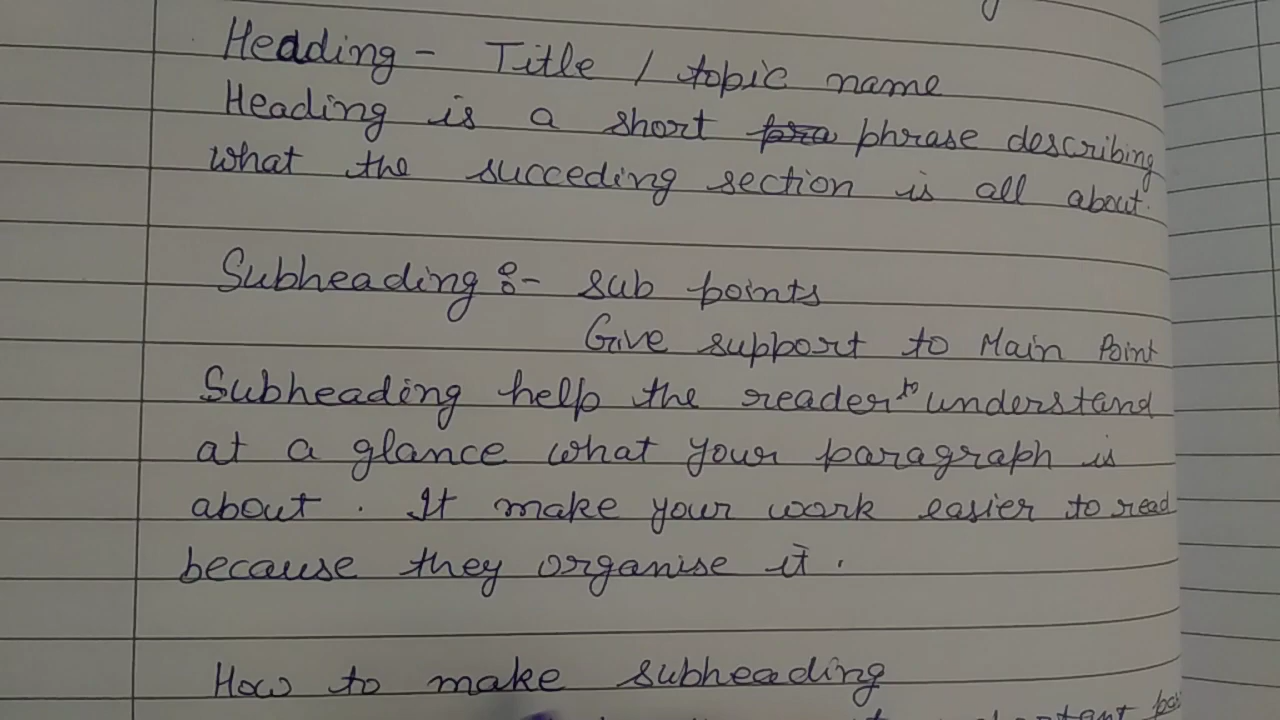 Heading - Title / topic name
Heading is a short phrase describing
what the succeding section is all about.
Subheading :- sub points
Give support to Main Point
Subheading help the reader to understand
at a glance what your paragraph is
about. It make your work easier to read
because they organise it.
How to make subheading